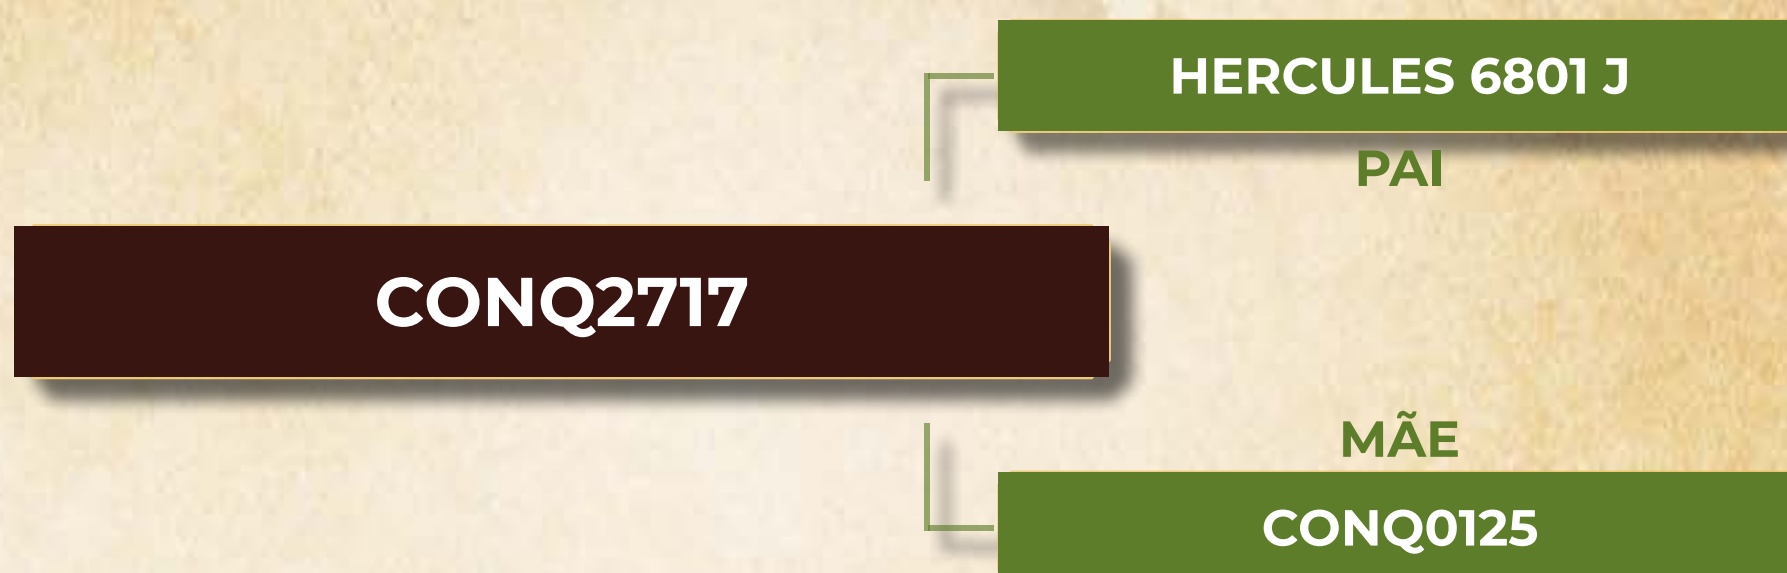 HERCULES 6801 J
PAI
CONQ2717
MÃE
CONQ0125